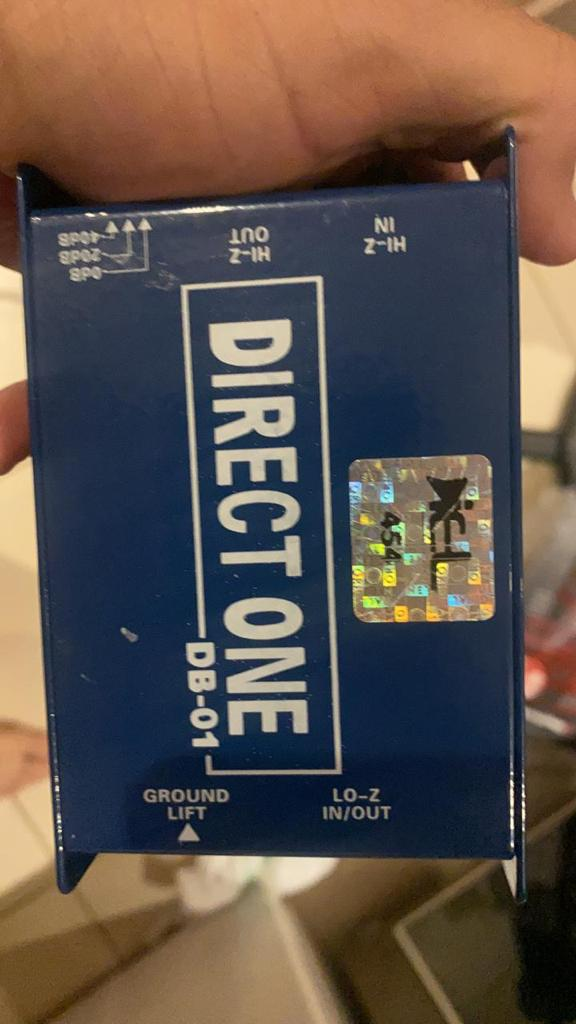 0dB
20dB
40dB
HI-Z
OUT
HI-Z
IN
DIRECT ONE
DB-01
454
GROUND
LIFT
LO-Z
IN/OUT